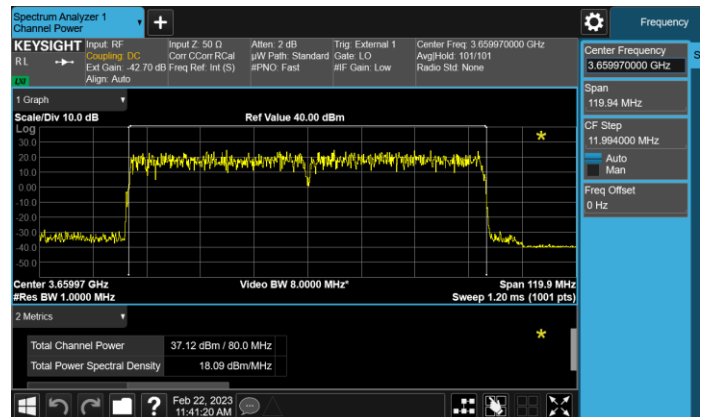 Spectrum Analyzer 1
Channel Power
Frequency
KEYSIGHT
RL
LXI
Input: RF
Coupling: DC
Ext Gain: -42.70 dB
Align: Auto
Input Z: 50 Ω
Corr CCorr RCal
Freq Ref: Int (S)
Atten: 2 dB
µW Path: Standard
#PNO: Fast
Trig: External 1
Gate: LO
#IF Gain: Low
Center Freq: 3.659970000 GHz
Avg|Hold: 101/101
Radio Std: None
Center Frequency
3.659970000 GHz
S
Span
119.94 MHz
CF Step
11.994000 MHz
Auto
Man
Freq Offset
0 Hz
1 Graph
Scale/Div 10.0 dB
Ref Value 40.00 dBm
Log
30.0
20.0
10.0
0.00
-10.0
-20.0
-30.0
-40.0
-50.0
Center 3.65997 GHz
#Res BW 1.0000 MHz
Video BW 8.0000 MHz*
Span 119.9 MHz
Sweep 1.20 ms (1001 pts)
2 Metrics
Total Channel Power 37.12 dBm / 80.0 MHz
Total Power Spectral Density 18.09 dBm/MHz
Feb 22, 2023
11:41:20 AM